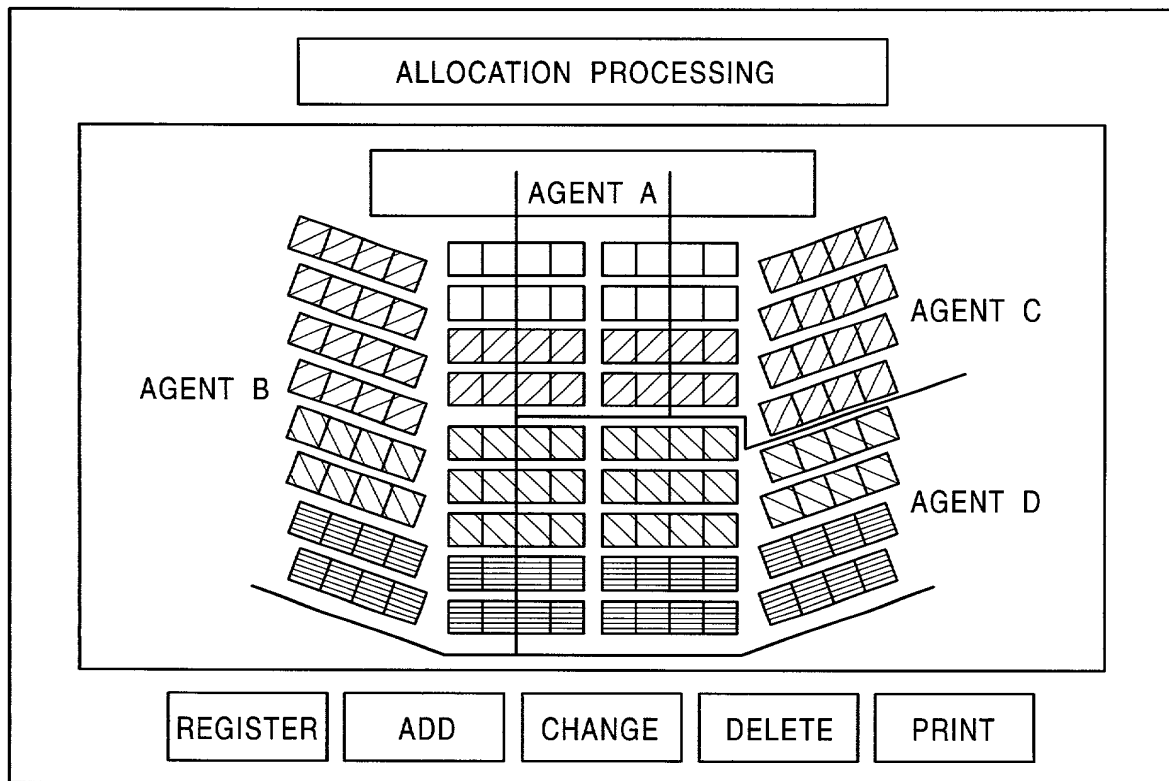 ALLOCATION PROCESSING
AGENT A
AGENT C
AGENT B
AGENT D
REGISTER
ADD
CHANGE
DELETE
PRINT